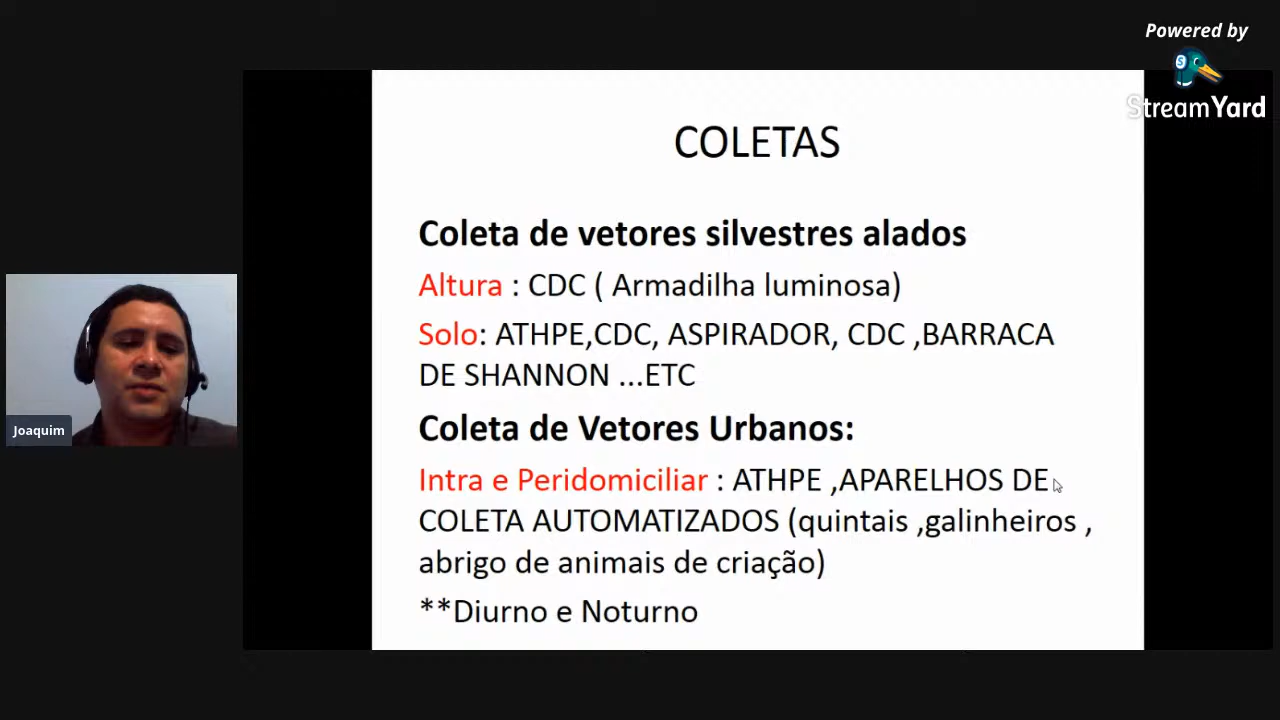 Powered by
StreamYard
COLETAS
Coleta de vetores silvestres alados
Altura : CDC ( Armadilha luminosa)
Solo: ATHPE,CDC, ASPIRADOR, CDC ,BARRACA
DE SHANNON ...ETC
Coleta de Vetores Urbanos:
Intra e Peridomiciliar : ATHPE ,APARELHOS DE
COLETA AUTOMATIZADOS (quintais ,galinheiros ,
abrigo de animais de criação)
**Diurno e Noturno
Joaquim